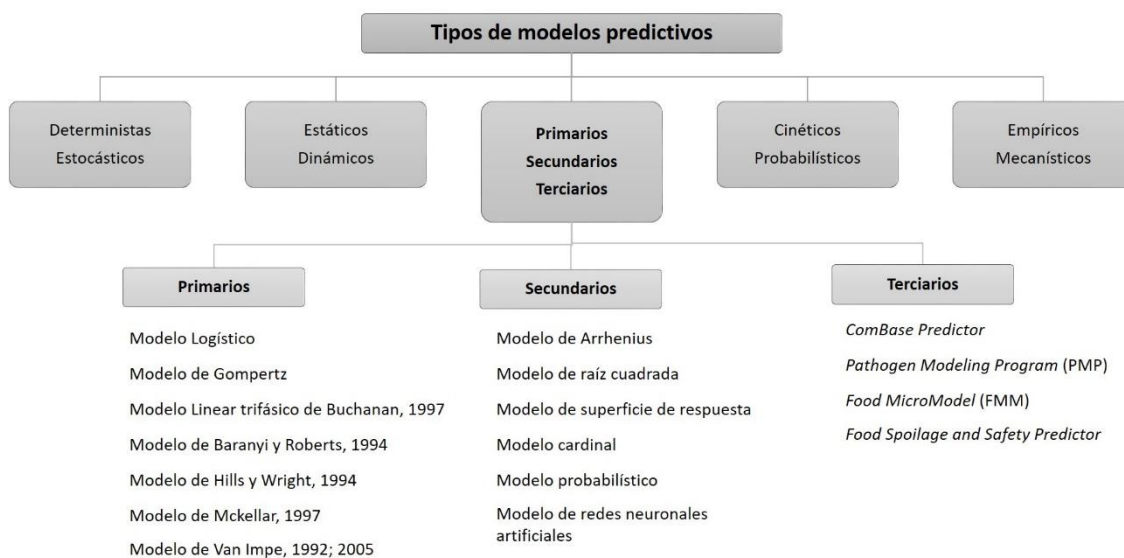 Tipos de modelos predictivos
Deterministas
Estocásticos
Estáticos
Dinámicos
Primarios
Secundarios
Terciarios
Cinéticos
Probabilísticos
Empíricos
Mecanísticos
Primarios
Modelo Logístico
Modelo de Gompertz
Modelo Linear trifásico de Buchanan, 1997
Modelo de Baranyi y Roberts, 1994
Modelo de Hills y Wright, 1994
Modelo de Mckellar, 1997
Modelo de Van Impe, 1992; 2005
Secundarios
Modelo de Arrhenius
Modelo de raíz cuadrada
Modelo de superficie de respuesta
Modelo cardinal
Modelo probabilístico
Modelo de redes neuronales
artificiales
Terciarios
ComBase Predictor
Pathogen Modeling Program (PMP)
Food MicroModel (FMM)
Food Spoilage and Safety Predictor